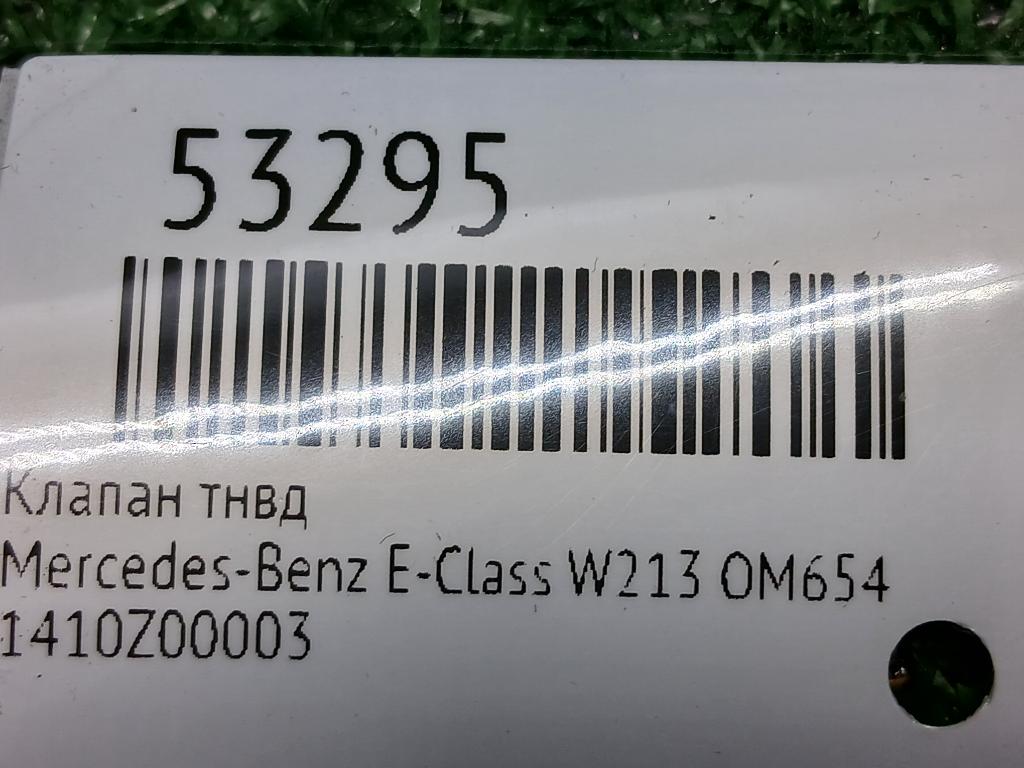 53295
Клапан тнвд
Mercedes-Benz E-Class W213 OM654
1410Z00003